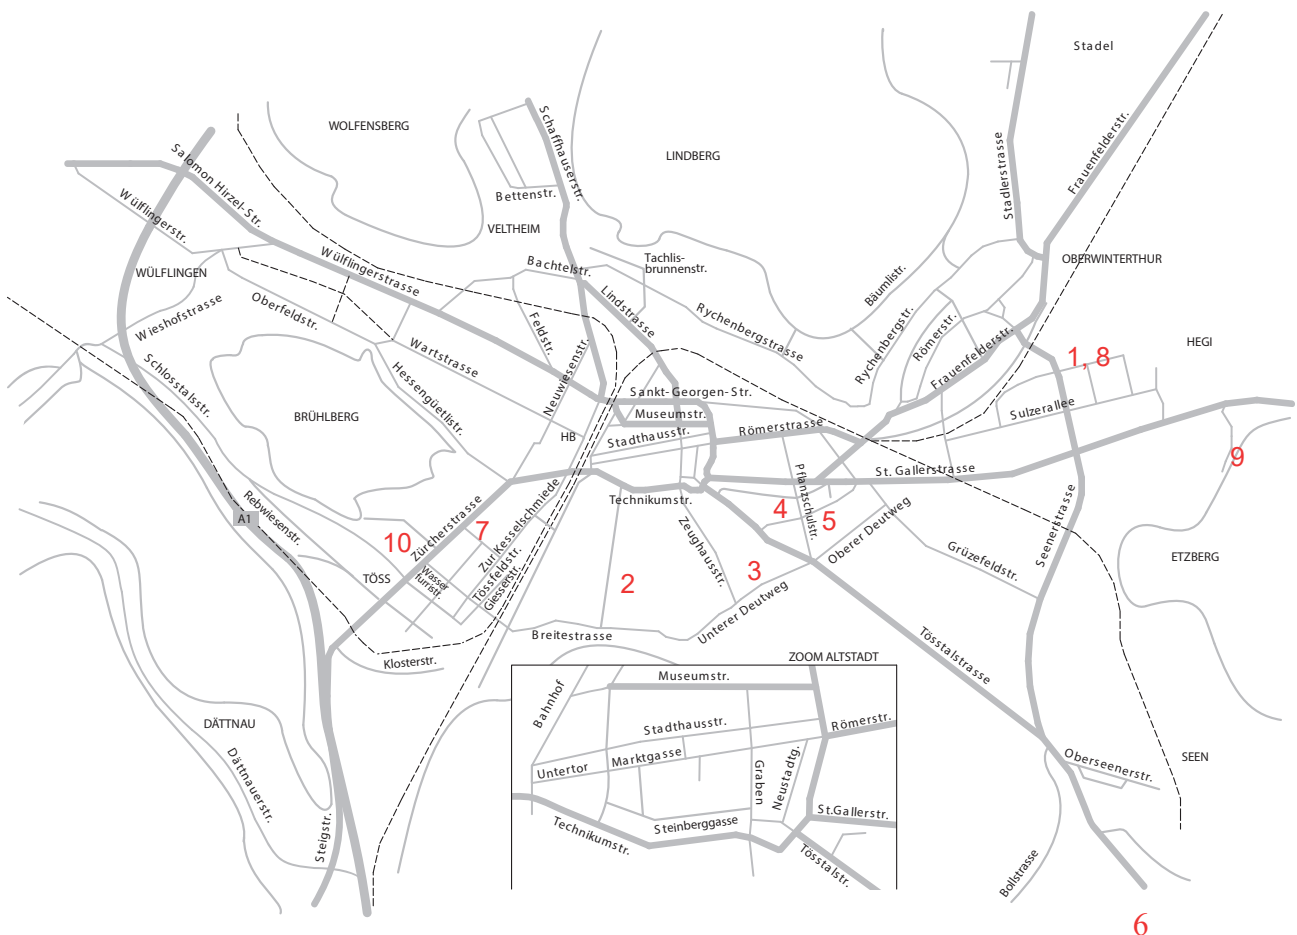 Stadel
WOLFENSBERG
LINDBERG
Schaffhauserstr.
Stadlerstrasse
Frauenfelderstr.
Salomon Hirzel-Str.
Wülflingerstr.
Bettenstr.
VELTHEIM
WÜLFLINGEN
Wülflingerstrasse
Bachtelstr.
Tachlis-
brunnenstr.
Bäumlistr.
OBERWINTERTHUR
Wieshofstrasse
Oberfeldstr.
Lindstrasse
Rychenbergstrasse
Rychenbergstr.
Römerstr.
Frauenfelderstr.
HEGI
Schlosstalsstr.
Wartstrasse
Feldstr.
Neuwiesenstr.
1, 8
Hessengüetlistr.
BRÜHLBERG
Sankt-Georgen-Str.
Museumstr.
Sulzerallee
HB
Stadthausstr.
Römerstrasse
9
St. Gallerstrasse
Pflanzschulstr.
Rebwiesenstr.
A1
Technikumstr.
4
5
Oberer Deutweg
Seenerstrasse
10
Zürcherstrasse
7
Zur Kesselschmiede
Zeughausstr.
Grüzefeldstr.
ETZBERG
TÖSS
Wasser
furristr.
Tössfeldstr.
Giesserstr.
2
3
Unterer Deutweg
Breitestrasse
Klosterstr.
Tösstalstrasse
ZOOM ALTSTADT
Museumstr.
Bahnhof
Stadthausstr.
Römerstr.
DÄTTNAU
Marktgasse
Untertor
Graben
Neustadtg.
Oberseenerstr.
SEEN
Dättnauerstr.
Steigstr.
Technikumstr.
Steinberggasse
St.Gallerstr.
Tösstalstr.
Bollstrasse
6